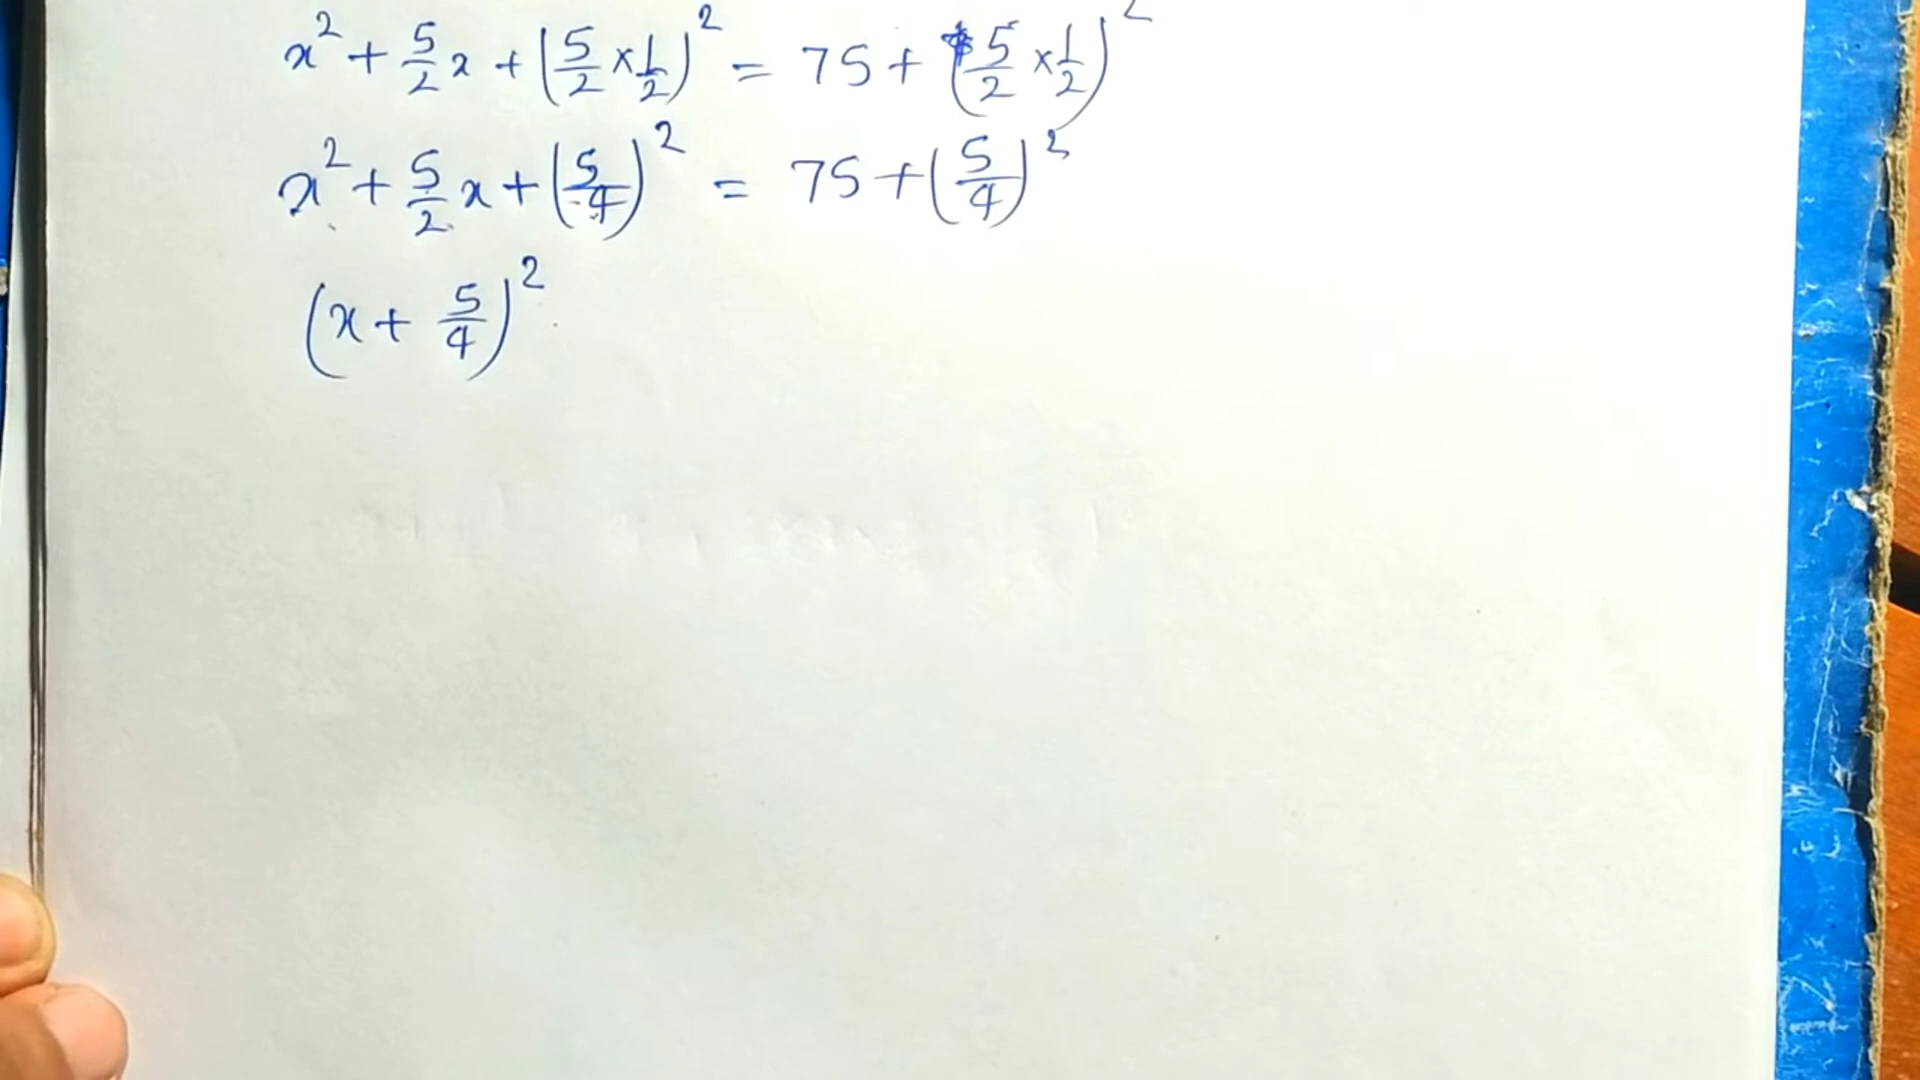 x² + 5/2 x + (5/2 × 1/2)² = 75 + (5/2 × 1/2)²
x² + 5/2 x + (5/4)² = 75 + (5/4)²
(x + 5/4)²